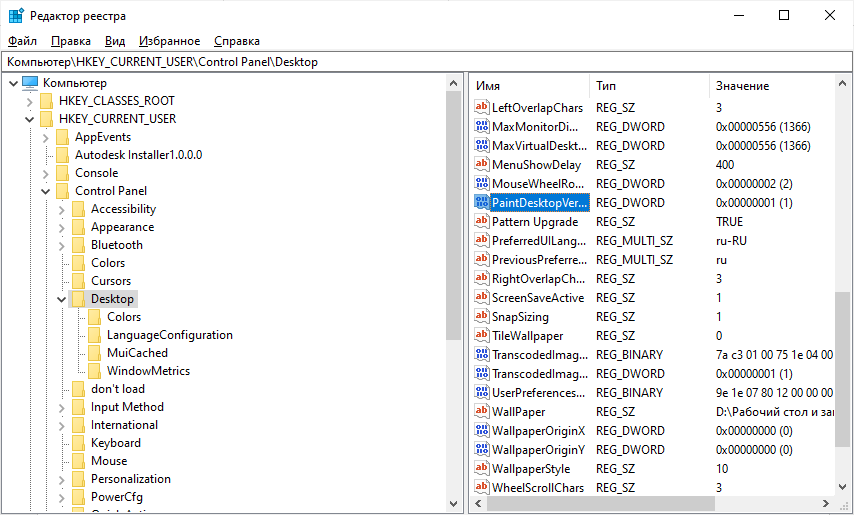 Редактор реестра
Файл Правка Вид Избранное Справка
Компьютер\HKEY_CURRENT_USER\Control Panel\Desktop
Компьютер
HKEY_CLASSES_ROOT
HKEY_CURRENT_USER
AppEvents
Autodesk Installer1.0.0.0
Console
Control Panel
Accessibility
Appearance
Bluetooth
Colors
Cursors
Desktop
Colors
LanguageConfiguration
MuiCached
WindowMetrics
don't load
Input Method
International
Keyboard
Mouse
Personalization
PowerCfg
Имя Тип Значение
LeftOverlapChars REG_SZ 3
MaxMonitorDim... REG_DWORD 0x00000556 (1366)
MaxVirtualDeskt... REG_DWORD 0x00000556 (1366)
MenuShowDelay REG_SZ 400
MouseWheelRo... REG_DWORD 0x00000002 (2)
PaintDesktopVer... REG_DWORD 0x00000001 (1)
Pattern Upgrade REG_SZ TRUE
PreferredUILang... REG_MULTI_SZ ru-RU
PreviousPreferre... REG_MULTI_SZ ru
RightOverlapCh... REG_SZ 3
ScreenSaveActive REG_SZ 1
SnapSizing REG_SZ 1
TileWallpaper REG_SZ 0
TranscodedImag... REG_BINARY 7a c3 01 00 75 1e 04 00
TranscodedImag... REG_DWORD 0x00000001 (1)
UserPreferences... REG_BINARY 9e 1e 07 80 12 00 00 00
WallPaper REG_SZ D:\Рабочий стол и заг
WallpaperOriginX REG_DWORD 0x00000000 (0)
WallpaperOriginY REG_DWORD 0x00000000 (0)
WallpaperStyle REG_SZ 10
WheelScrollChars REG_SZ 3